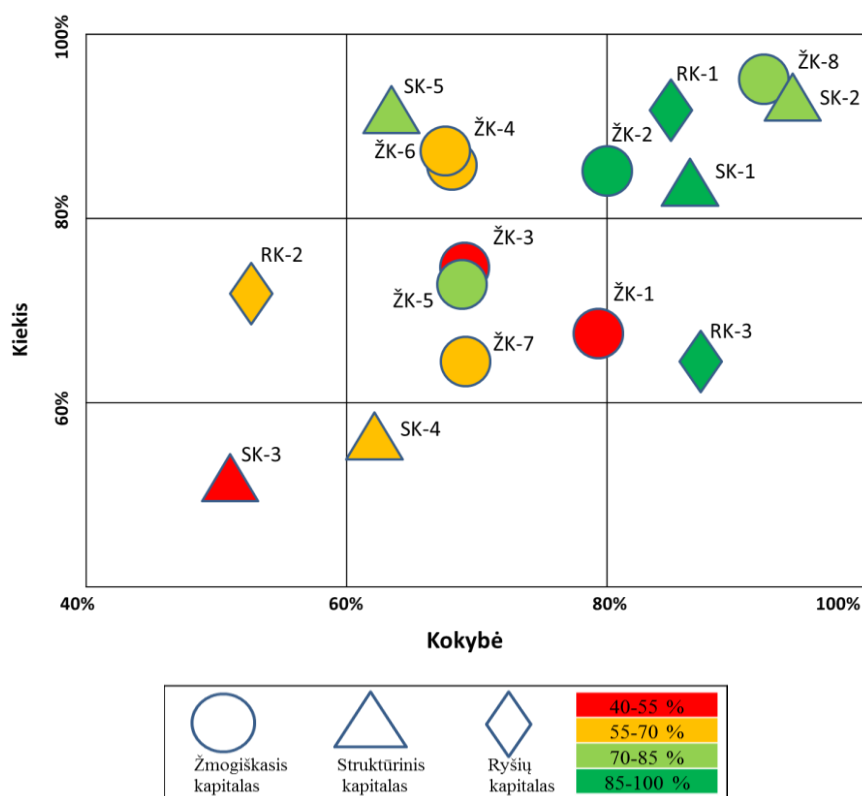 100%
ŽK-8
RK-1
SK-5
SK-2
ŽK-4
ŽK-2
ŽK-6
SK-1
80%
ŽK-3
RK-2
ŽK-5
ŽK-1
Kiekis
ŽK-7
RK-3
60%
SK-4
SK-3
40%
60%
80%
100%
Kokybė
40-55 %
55-70 %
70-85 %
85-100 %
Žmogiškasis
kapitalas
Struktūrinis
kapitalas
Ryšių
kapitalas